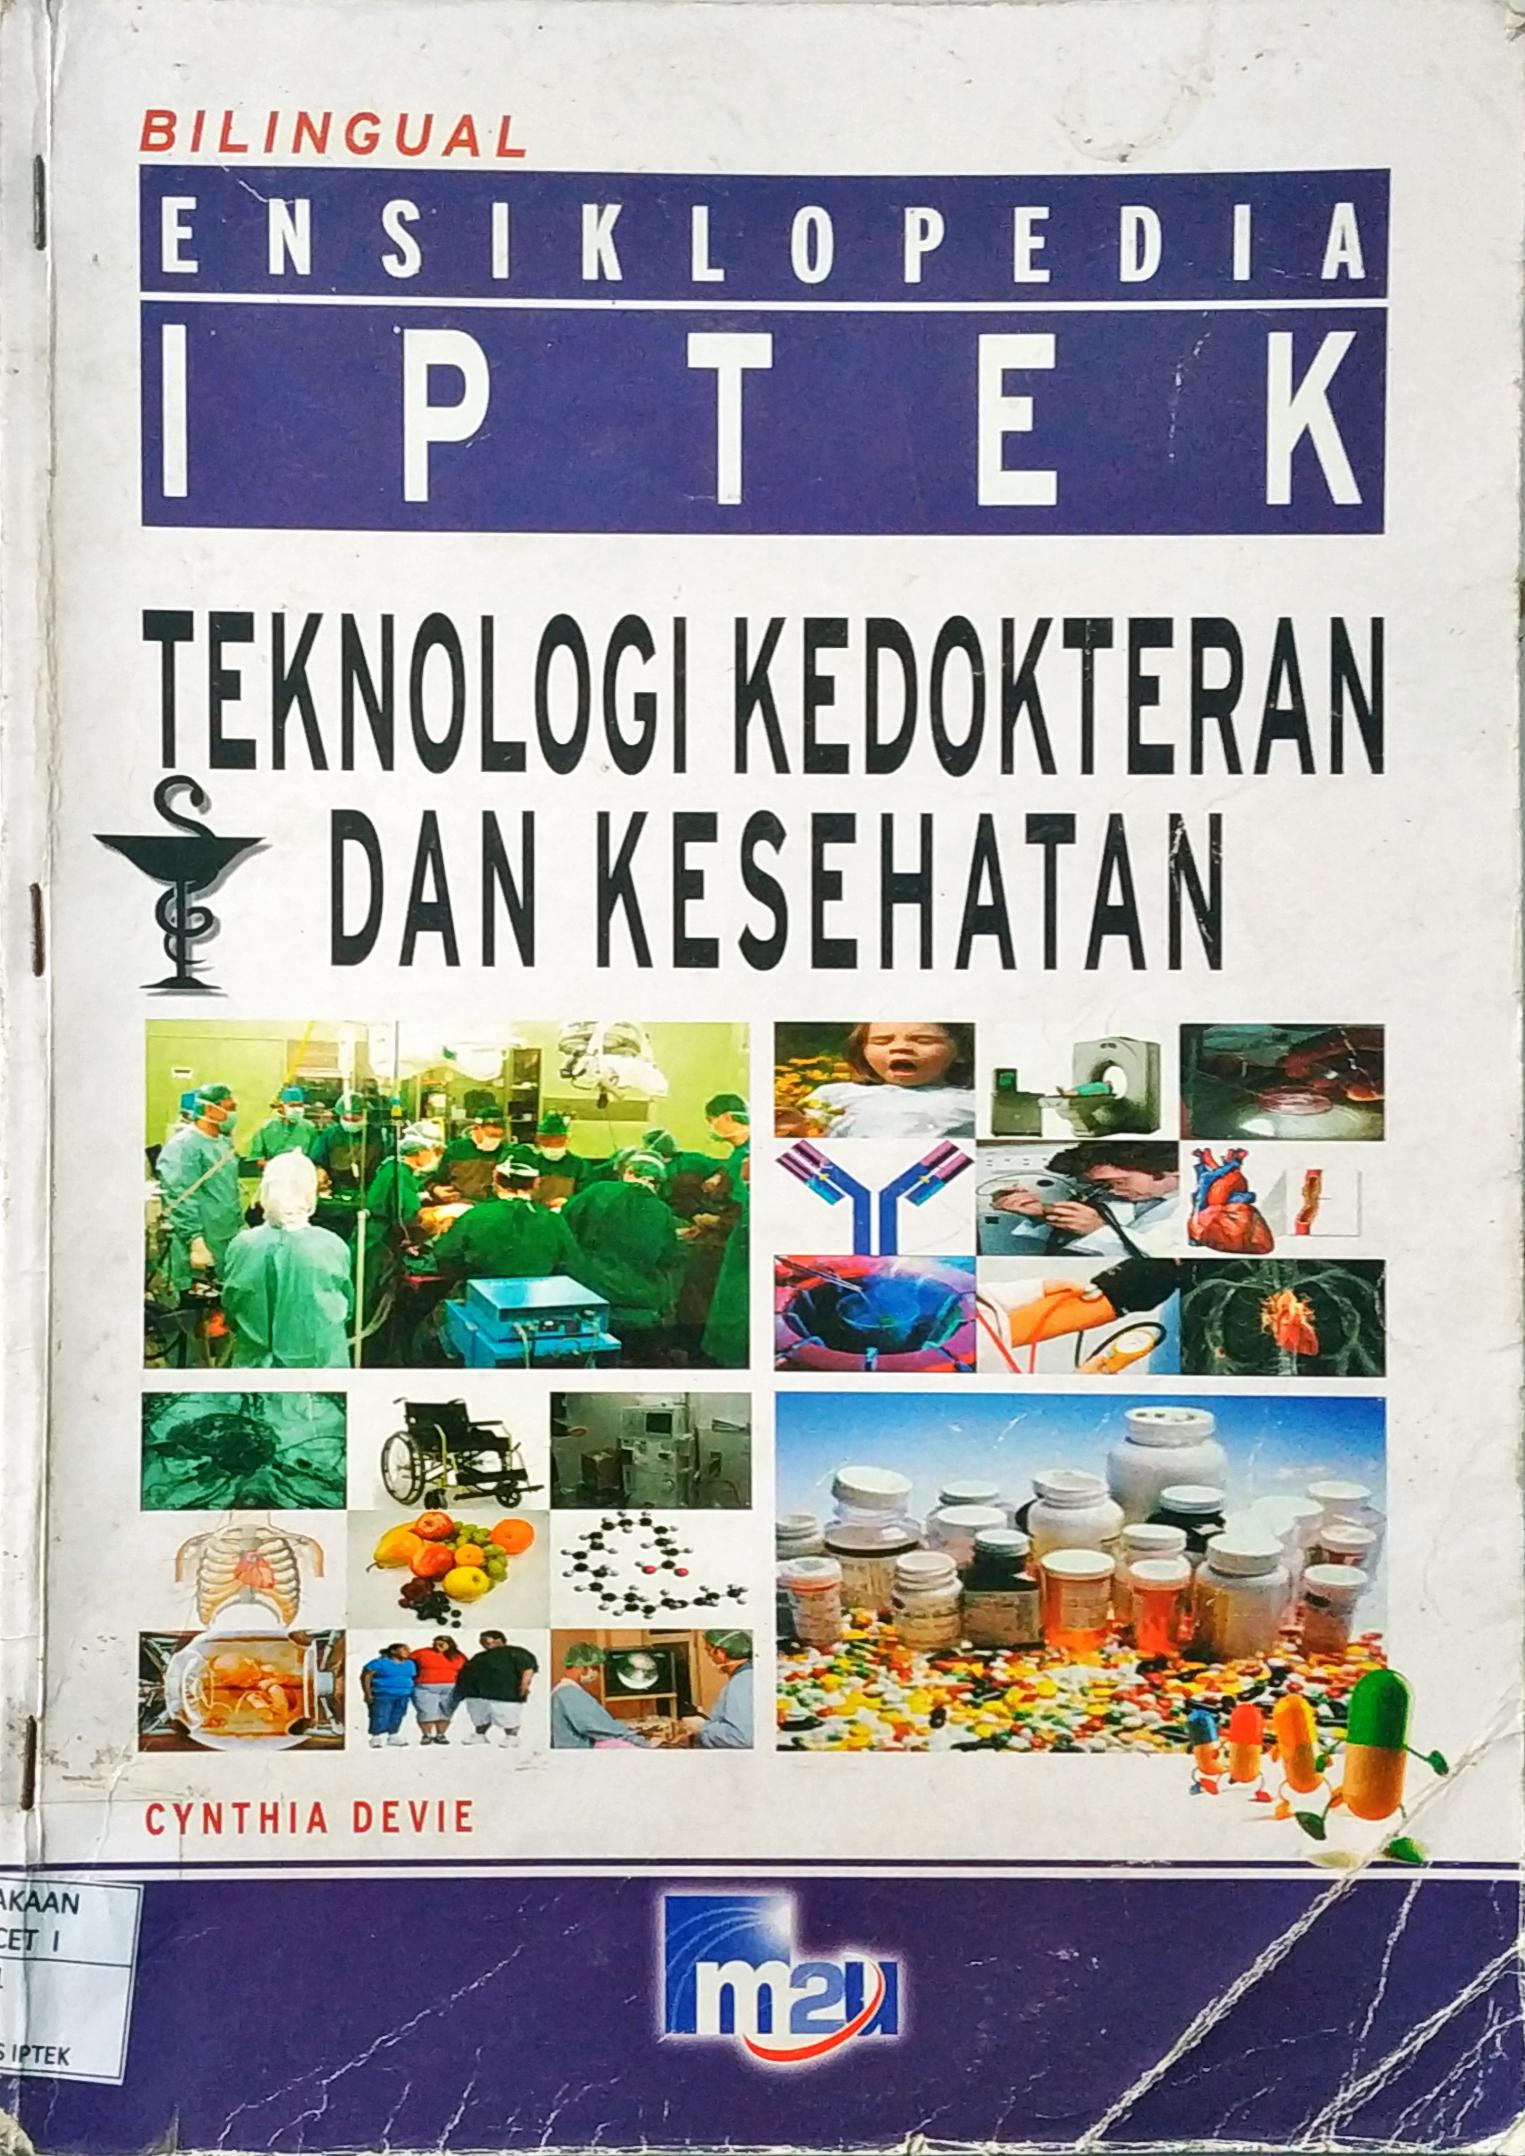 BILINGUAL
ENSIKLOPEDIA
IPTEK
TEKNOLOGI KEDOKTERAN
DAN KESEHATAN
CYNTHIA DEVIE
AKAAN
CET I
S IPTEK
m2u